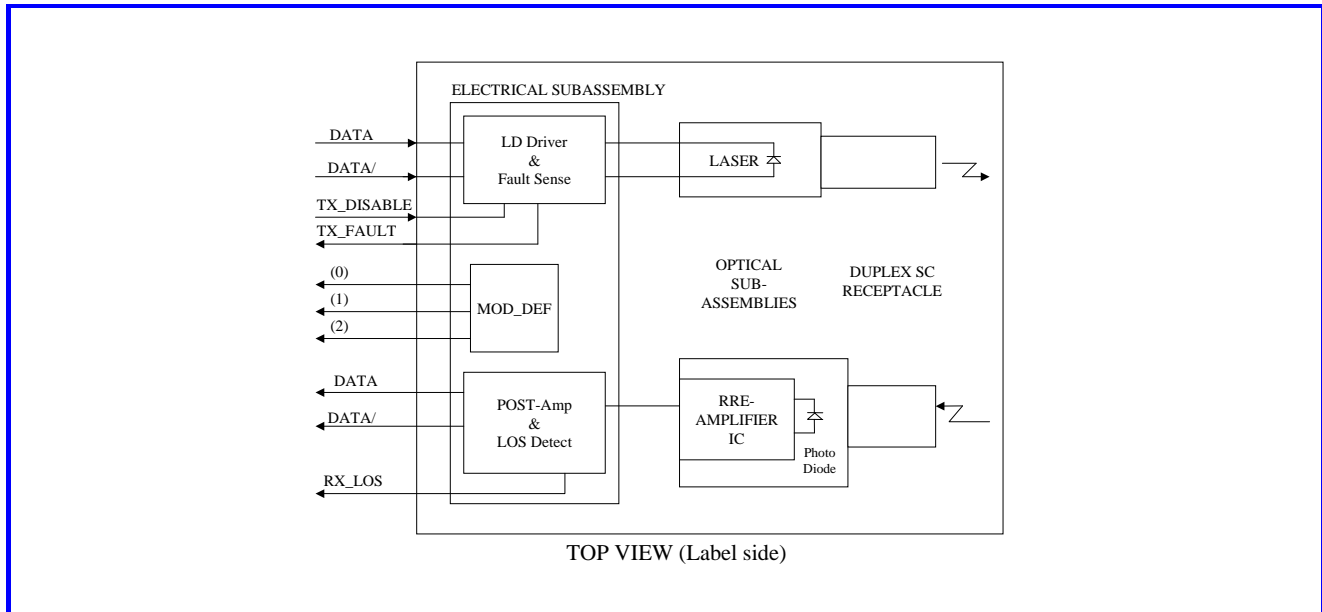 ELECTRICAL SUBASSEMBLY
DATA
DATA/
TX_DISABLE
TX_FAULT
LD Driver
&
Fault Sense
LASER
(0)
(1)
(2)
MOD_DEF
OPTICAL
SUB-
ASSEMBLIES
DUPLEX SC
RECEPTACLE
DATA
DATA/
RX_LOS
POST-Amp
&
LOS Detect
RRE-
AMPLIFIER
IC
Photo
Diode
TOP VIEW (Label side)